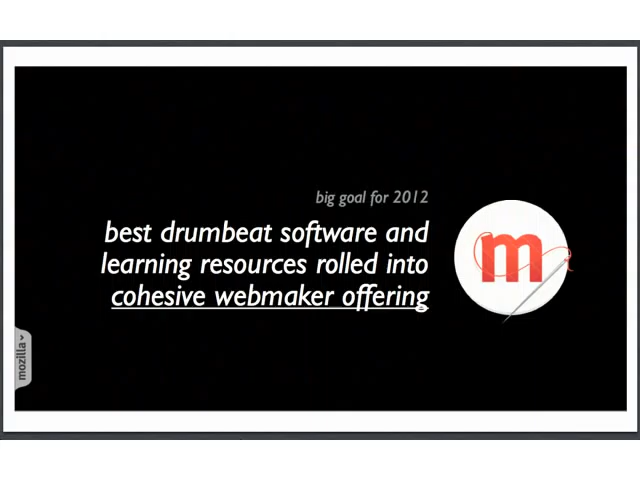 big goal for 2012
best drumbeat software and
learning resources rolled into
cohesive webmaker offering
m
mozilla